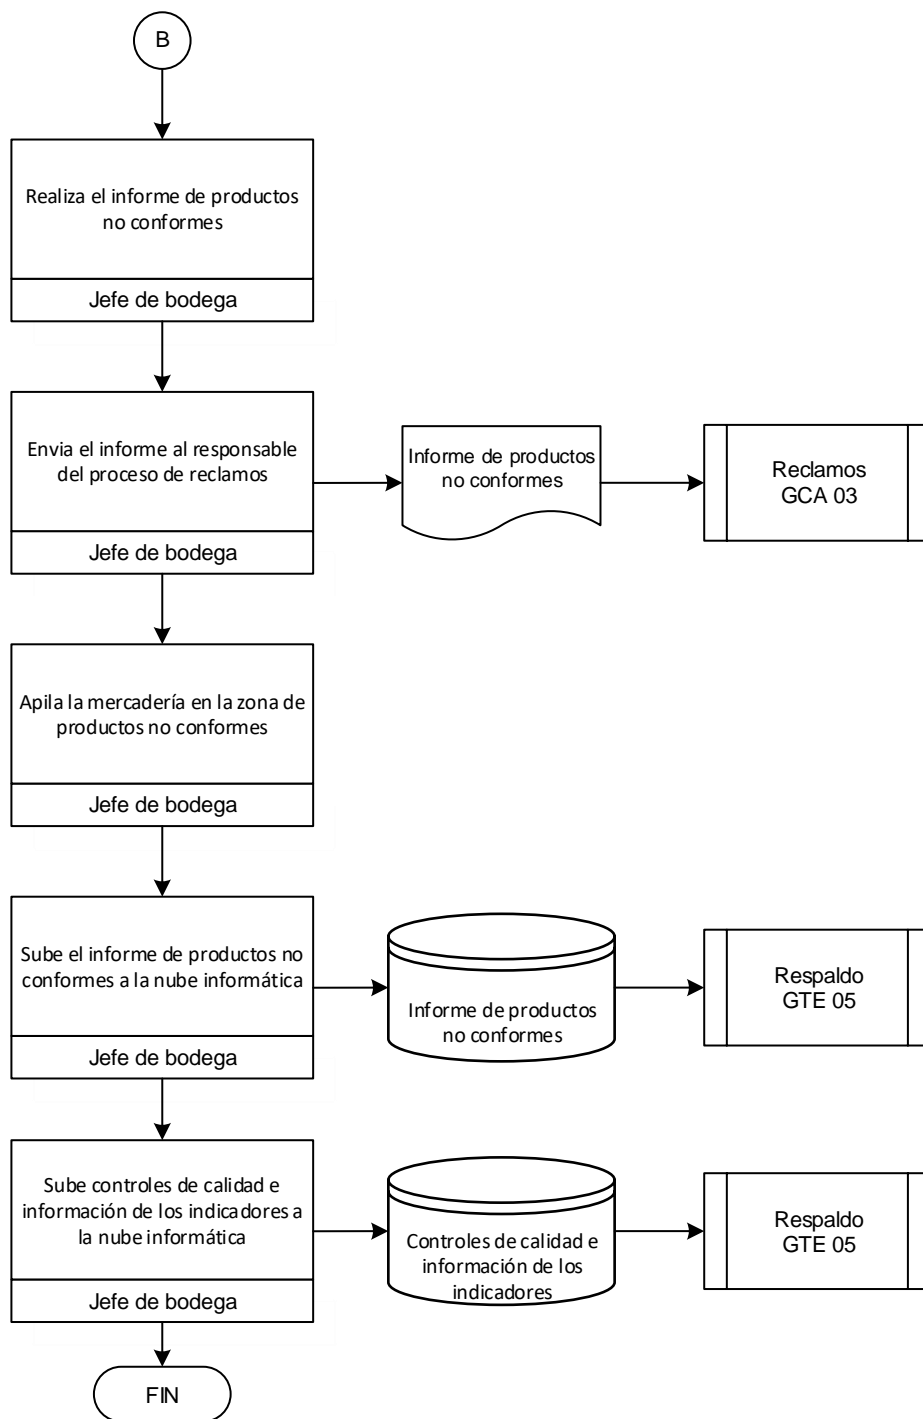 B
Realiza el informe de productos
no conformes
Jefe de bodega
Envia el informe al responsable
del proceso de reclamos
Jefe de bodega
Informe de productos
no conformes
Reclamos
GCA 03
Apila la mercadería en la zona de
productos no conformes
Jefe de bodega
Sube el informe de productos no
conformes a la nube informática
Jefe de bodega
Informe de productos
no conformes
Respaldo
GTE 05
Sube controles de calidad e
información de los indicadores a
la nube informática
Jefe de bodega
Controles de calidad e
información de los
indicadores
Respaldo
GTE 05
FIN